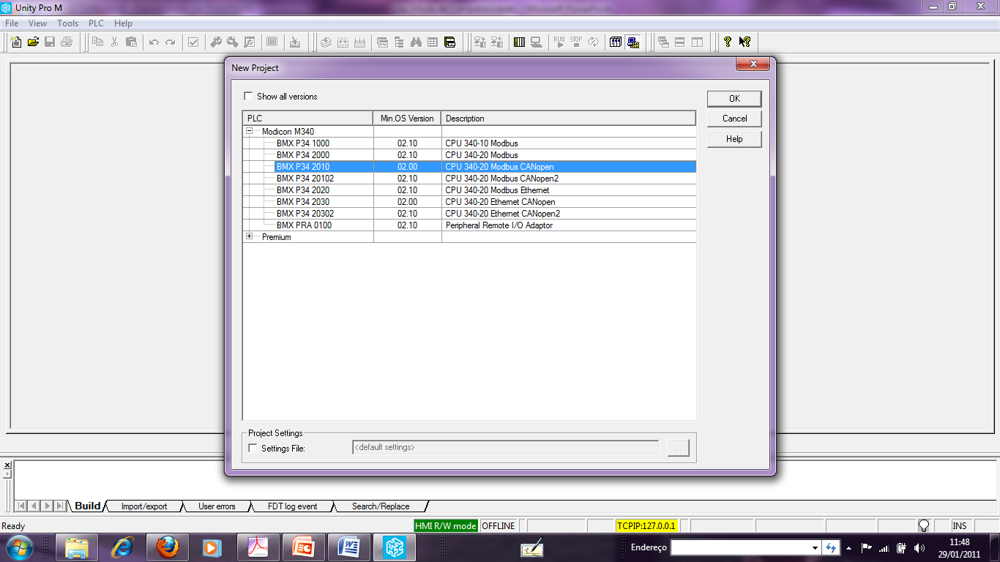 Unity Pro M
File View Tools PLC Help
RUN STOP
New Project
Show all versions
OK
Cancel
Help
PLC Min.OS Version Description
Modicon M340
BMX P34 1000 02.10 CPU 340-10 Modbus
BMX P34 2000 02.10 CPU 340-20 Modbus
BMX P34 2010 02.00 CPU 340-20 Modbus CANopen
BMX P34 20102 02.10 CPU 340-20 Modbus CANopen2
BMX P34 2020 02.10 CPU 340-20 Modbus Ethernet
BMX P34 2030 02.00 CPU 340-20 Ethernet CANopen
BMX P34 20302 02.10 CPU 340-20 Ethernet CANopen2
BMX PRA 0100 02.10 Peripheral Remote I/O Adaptor
Premium
Project Settings
Settings File: <default settings> ...
Build Import/export User errors FDT log event Search/Replace
Ready HMI R/W mode OFFLINE TCPIP:127.0.0.1 INS
Endereço 11:48
29/01/2011